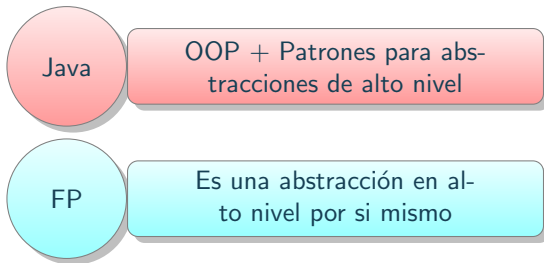 Java
OOP + Patrones para abs-
tracciones de alto nivel
FP
Es una abstracción en al-
to nivel por si mismo